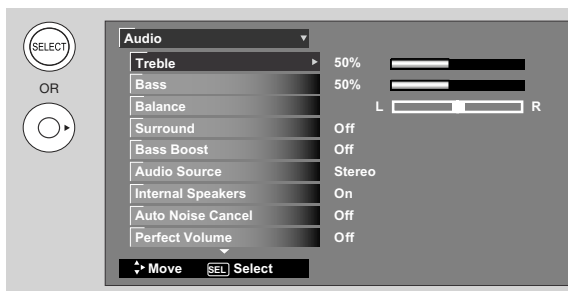 SELECT
OR
Audio
Treble 50%
Bass 50%
Balance L R
Surround Off
Bass Boost Off
Audio Source Stereo
Internal Speakers On
Auto Noise Cancel Off
Perfect Volume Off
Move SEL Select